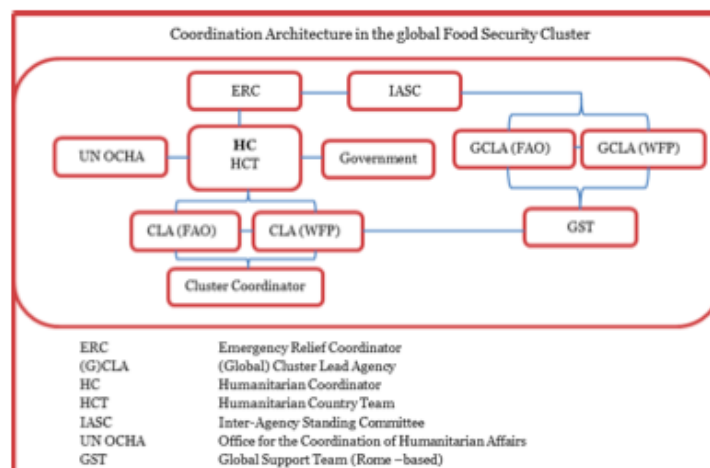 Coordination Architecture in the global Food Security Cluster
ERC
IASC
UN OCHA
HC
HCT
Government
GCLA (FAO)
GCLA (WFP)
CLA (FAO)
CLA (WFP)
GST
Cluster Coordinator
ERC Emergency Relief Coordinator
(G)CLA (Global) Cluster Lead Agency
HC Humanitarian Coordinator
HCT Humanitarian Country Team
IASC Inter-Agency Standing Committee
UN OCHA Office for the Coordination of Humanitarian Affairs
GST Global Support Team (Rome –based)